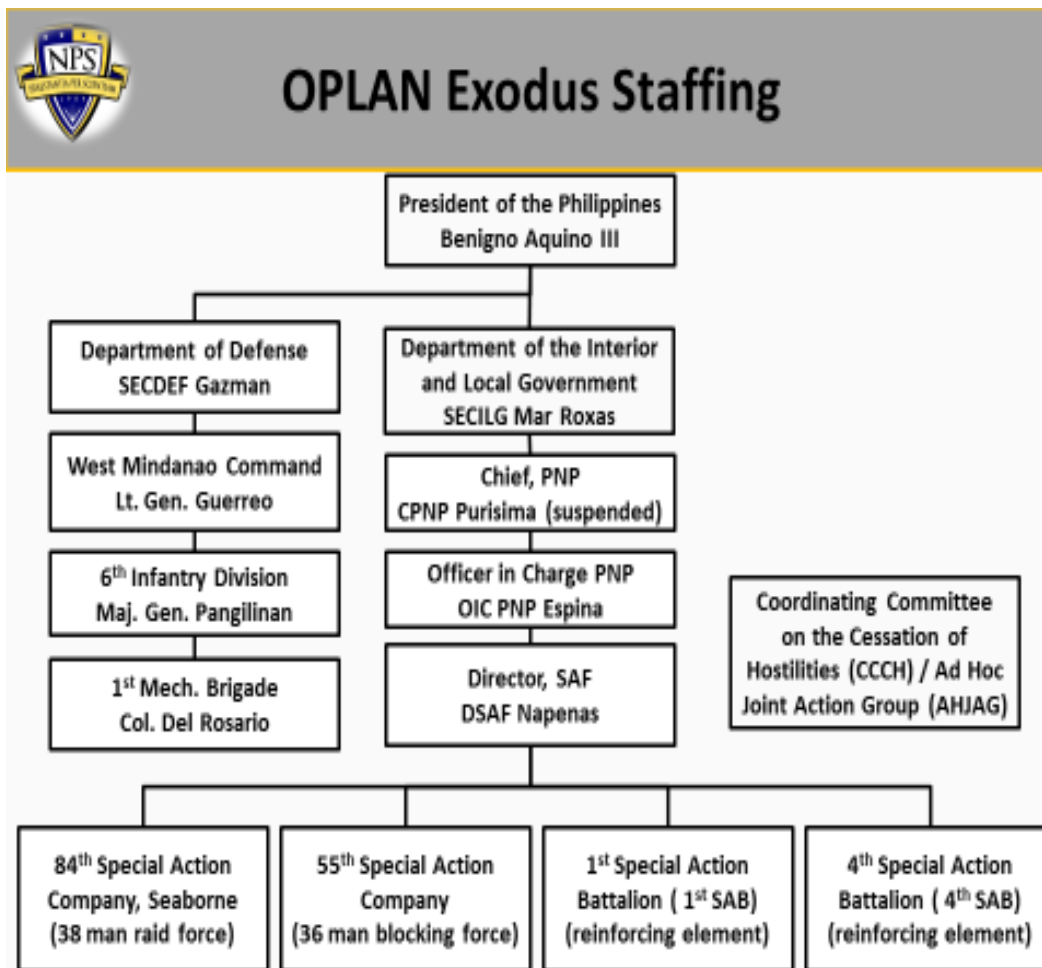 NPS
OPLAN Exodus Staffing
President of the Philippines
Benigno Aquino III
Department of Defense
SECDEF Gazman
Department of the Interior
and Local Government
SECILG Mar Roxas
West Mindanao Command
Lt. Gen. Guerreo
Chief, PNP
CPNP Purisima (suspended)
6th Infantry Division
Maj. Gen. Pangilinan
Officer in Charge PNP
OIC PNP Espina
Coordinating Committee
on the Cessation of
Hostilities (CCCH) / Ad Hoc
Joint Action Group (AHJAG)
1st Mech. Brigade
Col. Del Rosario
Director, SAF
DSAF Napenas
84th Special Action
Company, Seaborne
(38 man raid force)
55th Special Action
Company
(36 man blocking force)
1st Special Action
Battalion ( 1st SAB)
(reinforcing element)
4th Special Action
Battalion ( 4th SAB)
(reinforcing element)